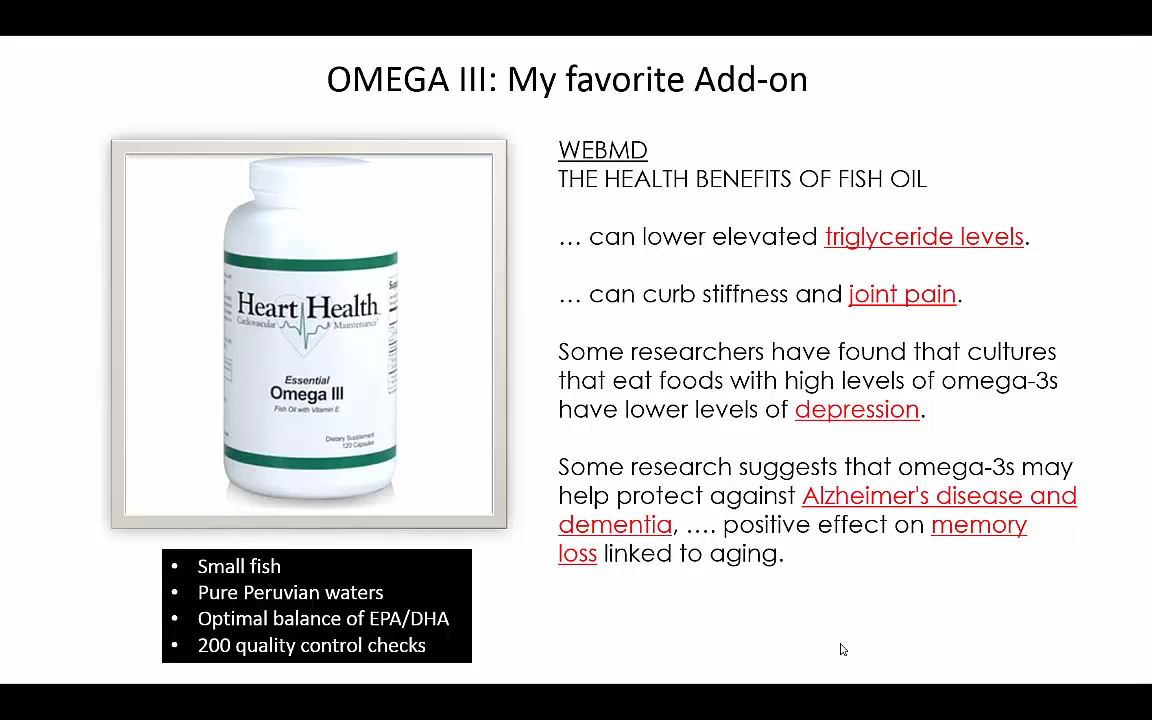 OMEGA III: My favorite Add-on
Heart Health
Cardiovascular Maintenance
Essential
Omega III
Fish Oil with Vitamin E
Dietary Supplement
120 Capsules
• Small fish
• Pure Peruvian waters
• Optimal balance of EPA/DHA
• 200 quality control checks
WEBMD
THE HEALTH BENEFITS OF FISH OIL
… can lower elevated triglyceride levels.
… can curb stiffness and joint pain.
Some researchers have found that cultures
that eat foods with high levels of omega-3s
have lower levels of depression.
Some research suggests that omega-3s may
help protect against Alzheimer's disease and
dementia, …. positive effect on memory
loss linked to aging.